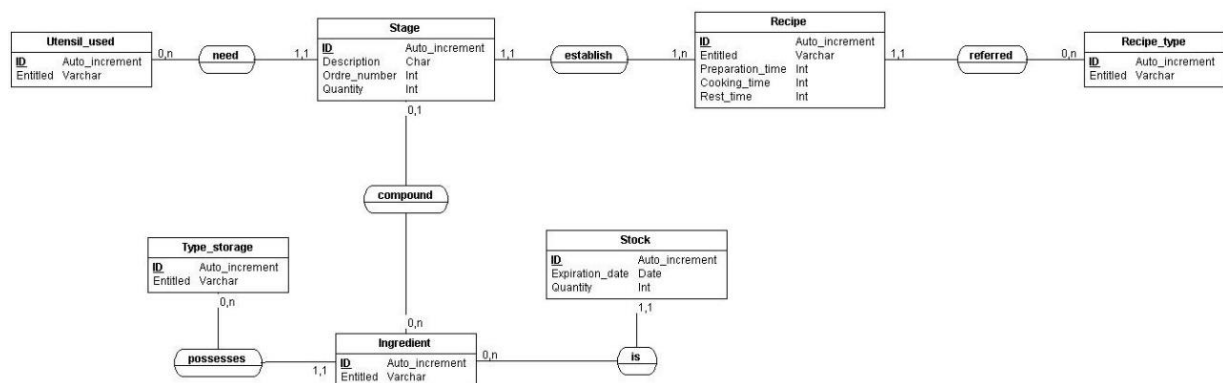 Utensil_used
ID Auto_increment
Entitled Varchar
0,n
need
1,1
Stage
ID Auto_increment
Description Char
Ordre_number Int
Quantity Int
1,1
establish
1,n
Recipe
ID Auto_increment
Entitled Varchar
Preparation_time Int
Cooking_time Int
Rest_time Int
1,1
referred
0,n
Recipe_type
ID Auto_increment
Entitled Varchar
0,1
compound
0,n
Type_storage
ID Auto_increment
Entitled Varchar
0,n
possesses
1,1
Ingredient
ID Auto_increment
Entitled Varchar
0,n
is
1,1
Stock
ID Auto_increment
Expiration_date Date
Quantity Int